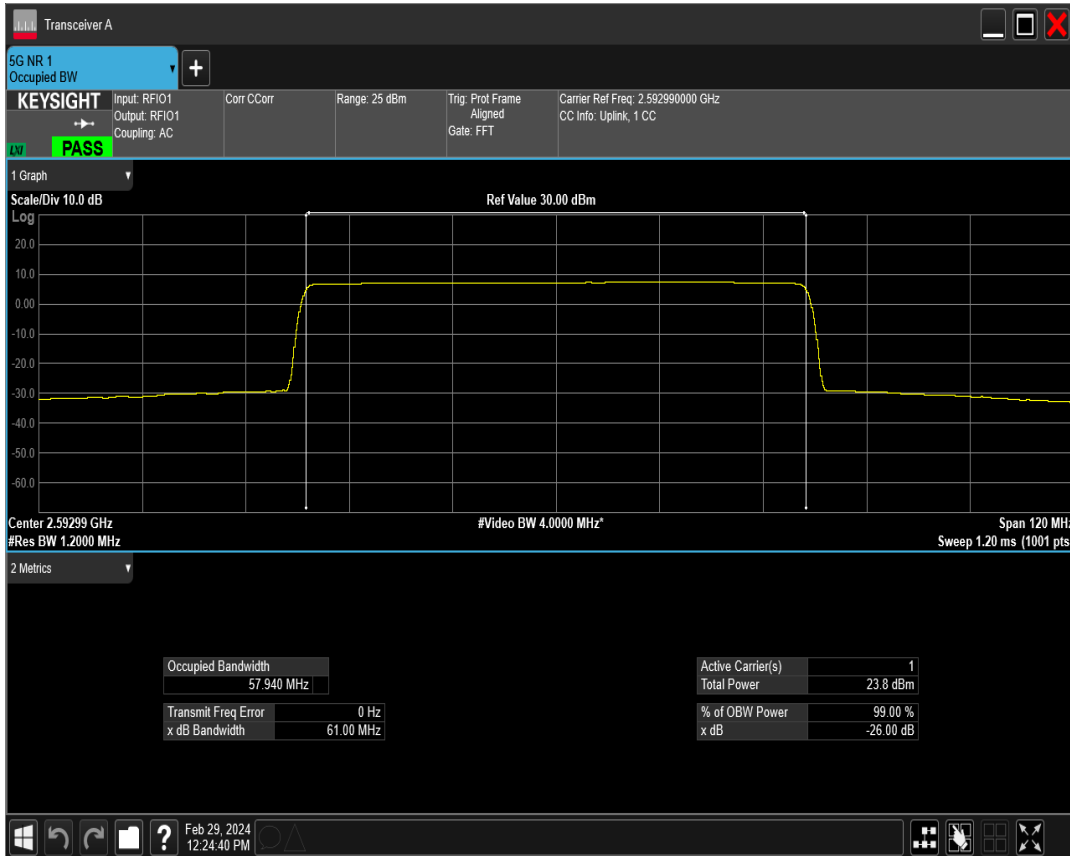 Transceiver A
5G NR 1
Occupied BW
KEYSIGHT
LXI
PASS
Input: RFIO1
Output: RFIO1
Coupling: AC
Corr CCorr
Range: 25 dBm
Trig: Prot Frame
Aligned
Gate: FFT
Carrier Ref Freq: 2.592990000 GHz
CC Info: Uplink, 1 CC
1 Graph
Scale/Div 10.0 dB
Ref Value 30.00 dBm
Log
20.0
10.0
0.00
-10.0
-20.0
-30.0
-40.0
-50.0
-60.0
Center 2.59299 GHz
#Video BW 4.0000 MHz*
Span 120 MHz
#Res BW 1.2000 MHz
Sweep 1.20 ms (1001 pts
2 Metrics
Occupied Bandwidth
57.940 MHz
Transmit Freq Error 0 Hz
x dB Bandwidth 61.00 MHz
Active Carrier(s) 1
Total Power 23.8 dBm
% of OBW Power 99.00 %
x dB -26.00 dB
Feb 29, 2024
12:24:40 PM